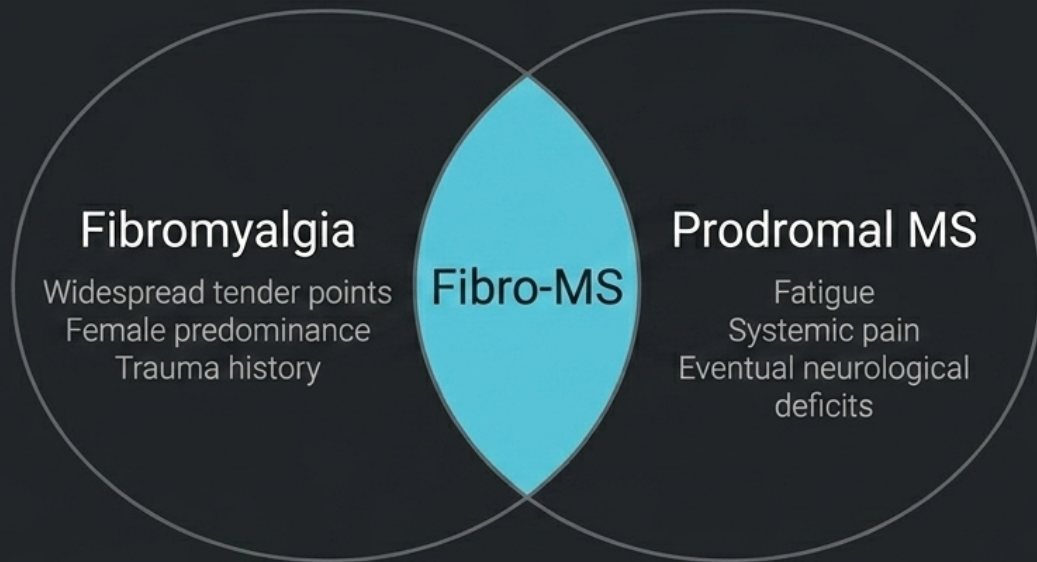 Fibromyalgia
Widespread tender points
Female predominance
Trauma history
Fibro-MS
Prodromal MS
Fatigue
Systemic pain
Eventual neurological
deficits